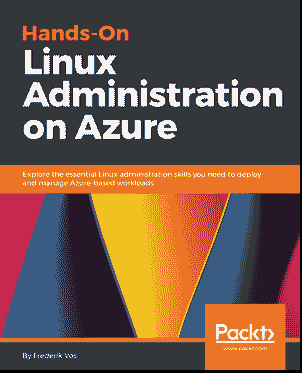 Hands-On
Linux
Administration
on Azure
Explore the essential Linux administration skills you need to deploy
and manage Azure-based workloads
By Frederik Vos
Packt>
www.packt.com